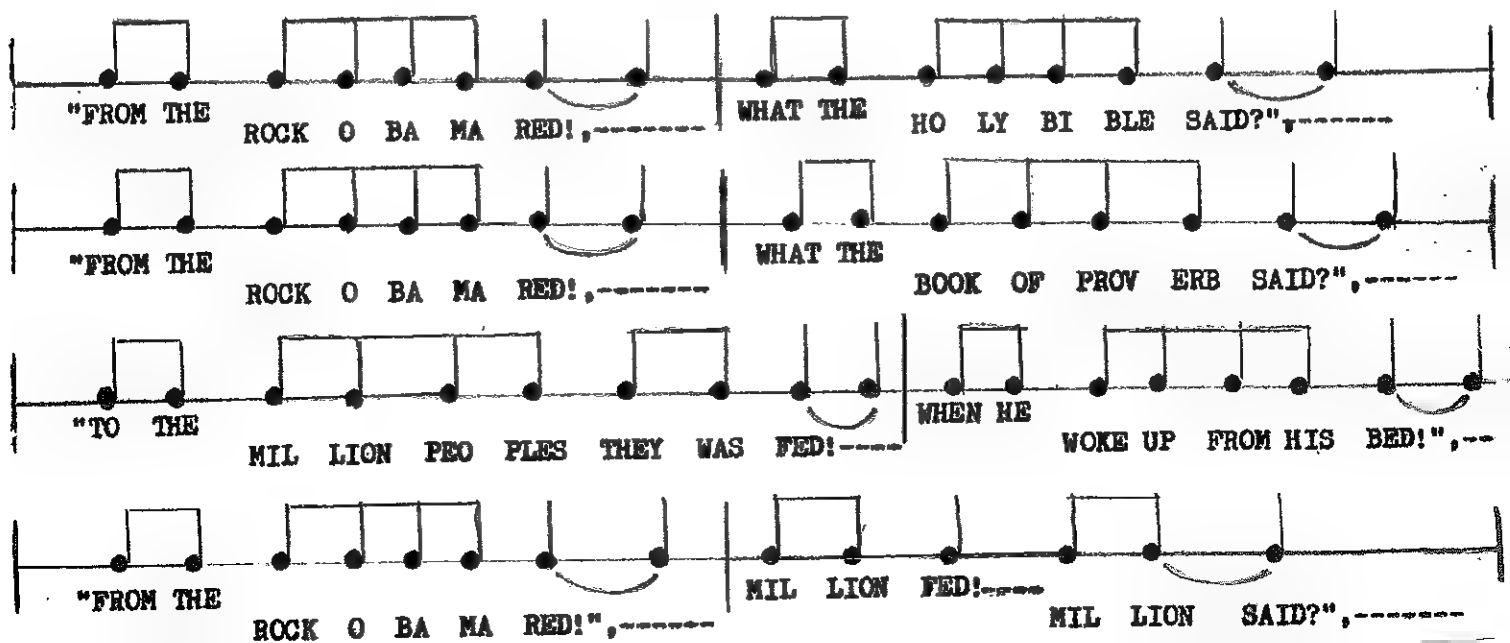 "FROM THE ROCK O BA MA RED!,------- WHAT THE HO LY BI BLE SAID?",-------
"FROM THE ROCK O BA MA RED!,------- WHAT THE BOOK OF PROV ERB SAID?",------
"TO THE MIL LION PEO PLES THEY WAS FED!---- WHEN HE WOKE UP FROM HIS BED!",--
"FROM THE ROCK O BA MA RED!",------ MIL LION FED!---- MIL LION SAID?",-------